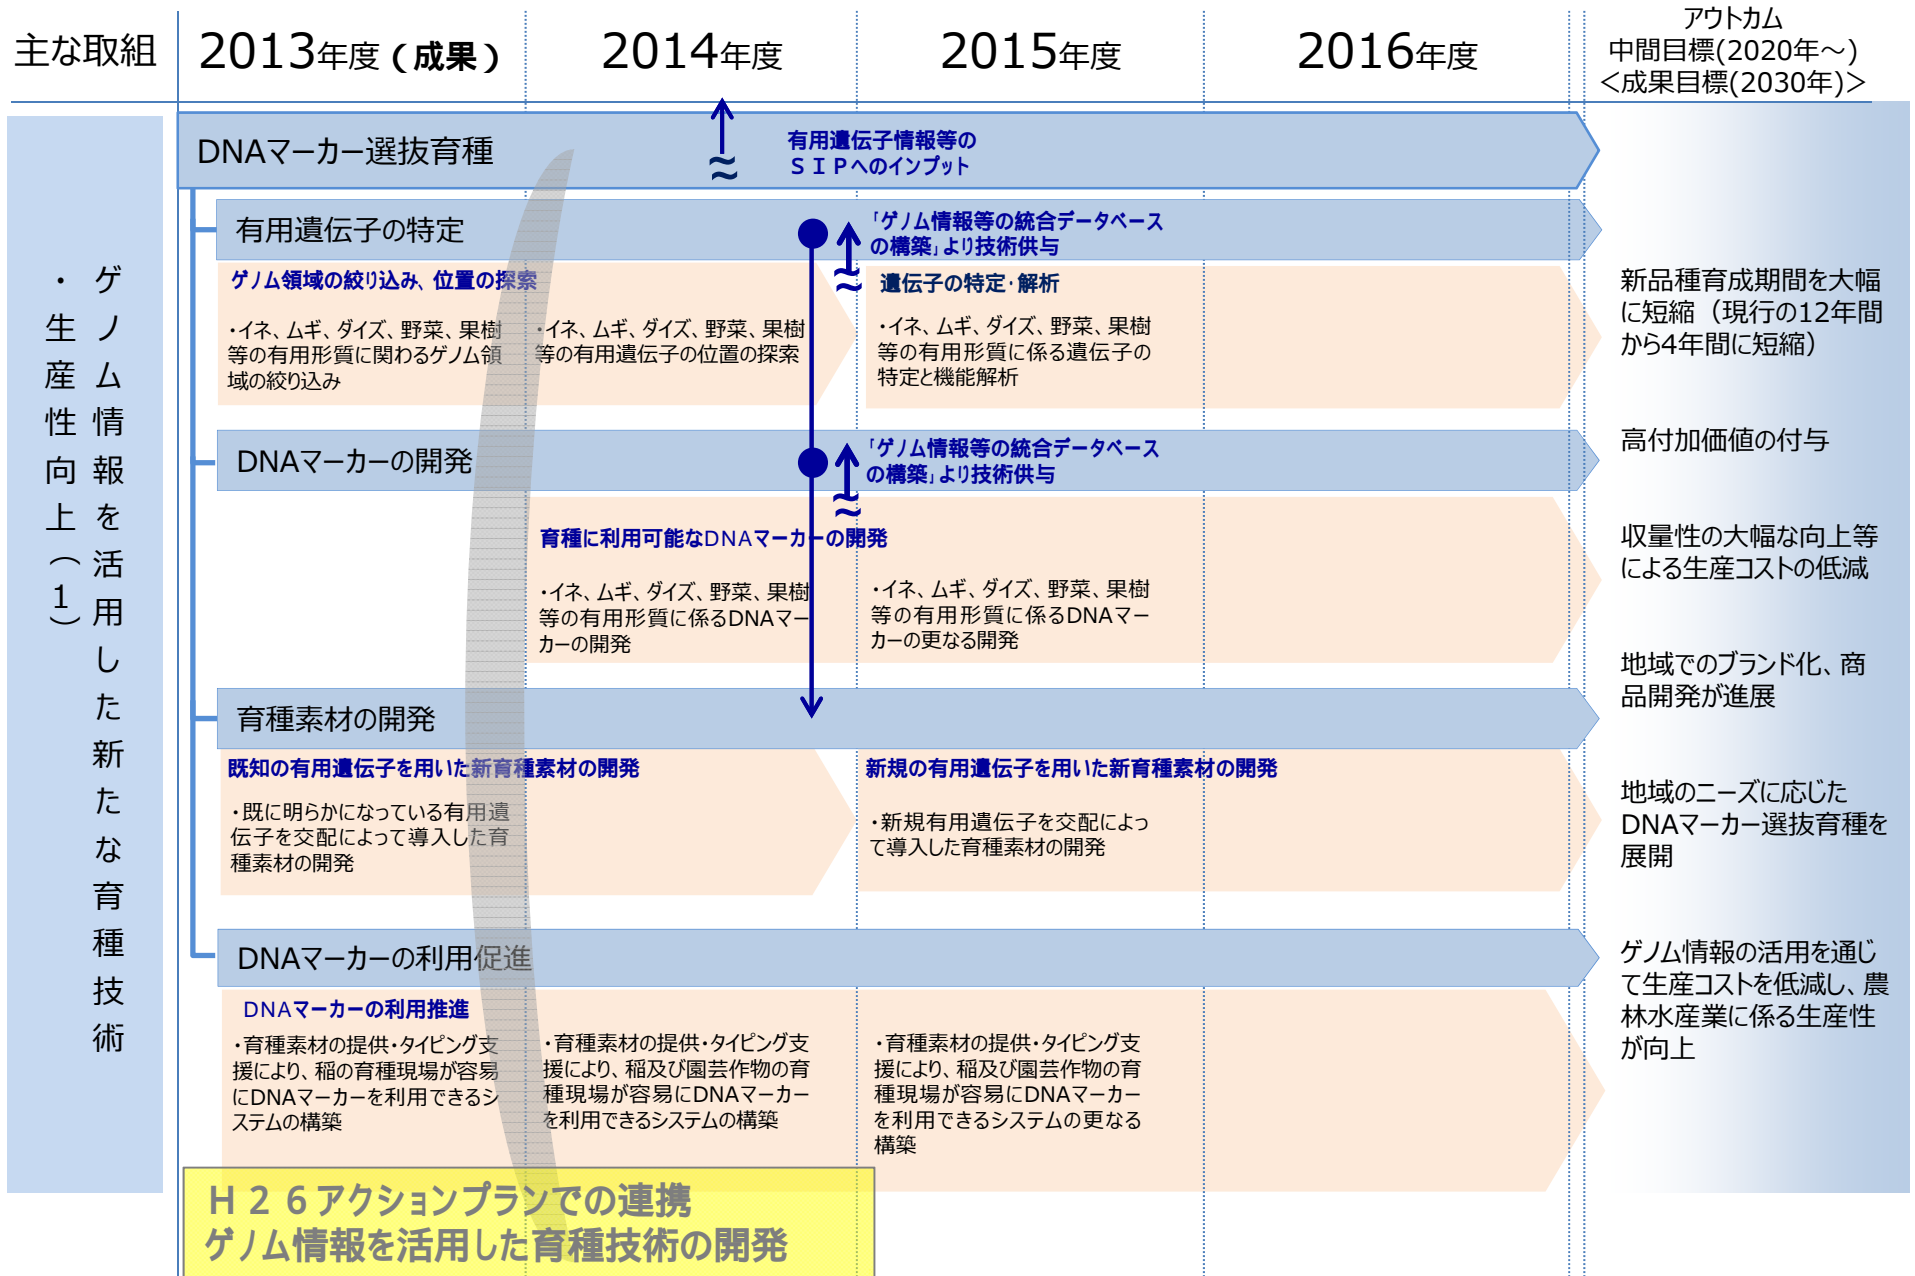 主な取組
2013年度（成果）
2014年度
2015年度
2016年度
アウトカム
中間目標(2020年～)
＜成果目標(2030年)＞
ゲノム情報を活用した新たな育種技術
・生産性向上（1）
DNAマーカー選抜育種
有用遺伝子情報等の
ＳＩＰへのインプット
有用遺伝子の特定
「ゲノム情報等の統合データベース
の構築」より技術供与
ゲノム領域の絞り込み、位置の探索
・イネ、ムギ、ダイズ、野菜、果樹
等の有用形質に関わるゲノム領
域の絞り込み
・イネ、ムギ、ダイズ、野菜、果樹
等の有用遺伝子の位置の探索
遺伝子の特定・解析
・イネ、ムギ、ダイズ、野菜、果樹
等の有用形質に係る遺伝子の
特定と機能解析
DNAマーカーの開発
「ゲノム情報等の統合データベース
の構築」より技術供与
育種に利用可能なDNAマーカーの開発
・イネ、ムギ、ダイズ、野菜、果樹
等の有用形質に係るDNAマー
カーの開発
・イネ、ムギ、ダイズ、野菜、果樹
等の有用形質に係るDNAマー
カーの更なる開発
育種素材の開発
既知の有用遺伝子を用いた新育種素材の開発
・既に明らかになっている有用遺
伝子を交配によって導入した育
種素材の開発
新規の有用遺伝子を用いた新育種素材の開発
・新規有用遺伝子を交配によっ
て導入した育種素材の開発
DNAマーカーの利用促進
DNAマーカーの利用推進
・育種素材の提供・タイピング支
援により、稲の育種現場が容易
にDNAマーカーを利用できるシ
ステムの構築
・育種素材の提供・タイピング支
援により、稲及び園芸作物の育
種現場が容易にDNAマーカー
を利用できるシステムの構築
・育種素材の提供・タイピング支
援により、稲及び園芸作物の育
種現場が容易にDNAマーカー
を利用できるシステムの更なる
構築
新品種育成期間を大幅
に短縮（現行の12年間
から4年間に短縮）
高付加価値の付与
収量性の大幅な向上等
による生産コストの低減
地域でのブランド化、商
品開発が進展
地域のニーズに応じた
DNAマーカー選抜育種を
展開
ゲノム情報の活用を通じ
て生産コストを低減し、農
林水産業に係る生産性
が向上
Ｈ２６アクションプランでの連携
ゲノム情報を活用した育種技術の開発